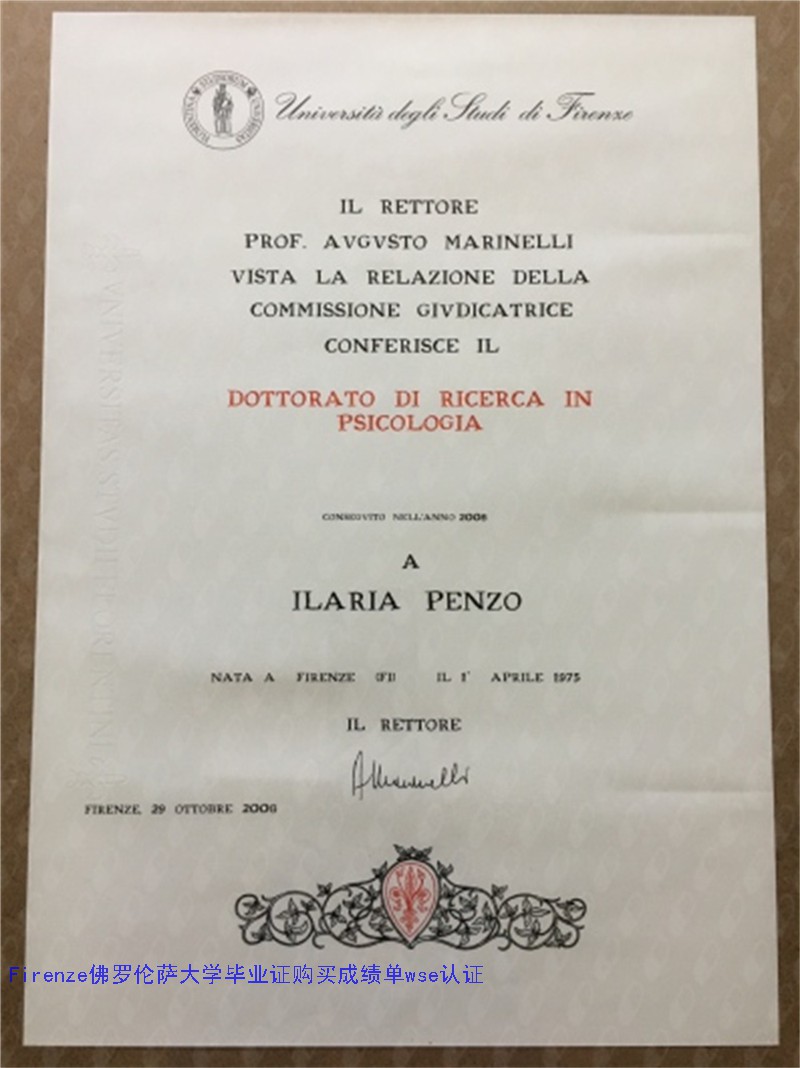 Università degli Studi di Firenze
IL RETTORE
PROF. AVGVSTO MARINELLI
VISTA LA RELAZIONE DELLA
COMMISSIONE GIVDICATRICE
CONFERISCE IL
DOTTORATO DI RICERCA IN
PSICOLOGIA
CONSEGVITO NELL'ANNO 2008
A
ILARIA PENZO
NATA A FIRENZE (FI) IL 1° APRILE 1975
IL RETTORE
FIRENZE, 29 OTTOBRE 2008
Firenze佛罗伦萨大学毕业证购买成绩单wse认证